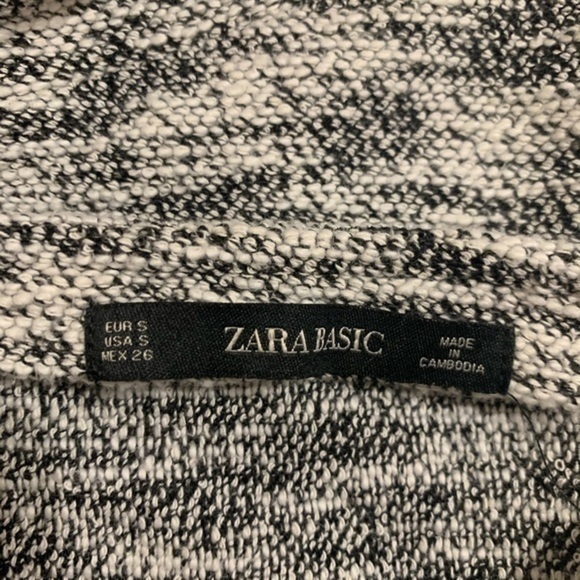 EUR S
USA S
MEX 26
ZARA BASIC
MADE
IN
CAMBODIA